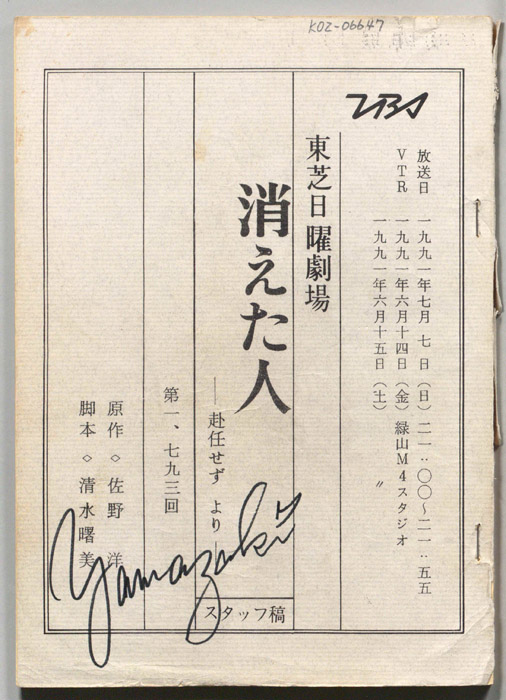 K02-06647
TBS
放送日 一九九一年七月七日（日）二一：〇〇〜二一：五五
VTR 一九九一年六月十四日（金）緑山M4スタジオ
一九九一年六月十五日（土）　〃
東芝日曜劇場
消えた人
――赴任せず より――
スタッフ稿
第一、七九三回
原作 ◇ 佐野 洋
脚本 ◇ 清水曙美
yamazaki